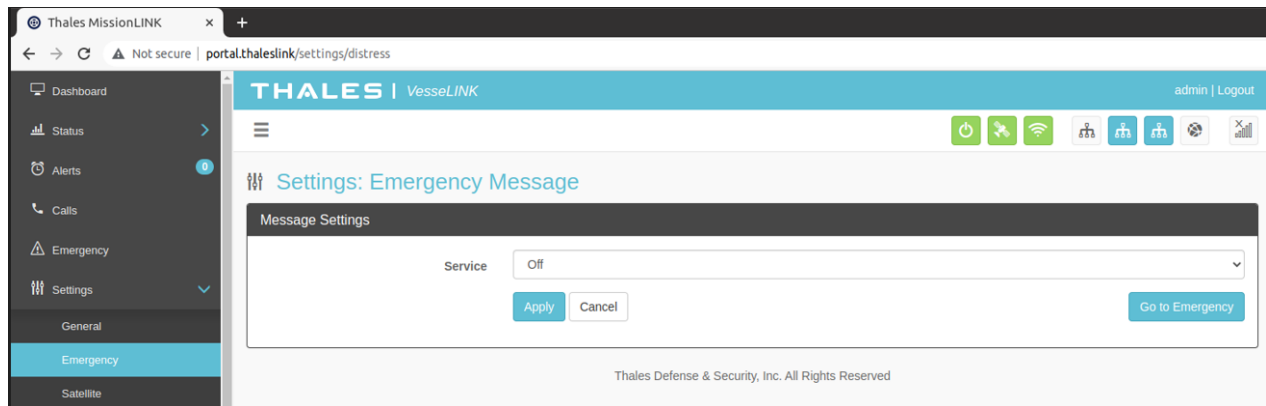 Thales MissionLINK
Not secure | portal.thaleslink/settings/distress
Dashboard
Status
Alerts 0
Calls
Emergency
Settings
General
Emergency
Satellite
THALES | VesseLINK
admin | Logout
Settings: Emergency Message
Message Settings
Service Off
Apply Cancel Go to Emergency
Thales Defense & Security, Inc. All Rights Reserved